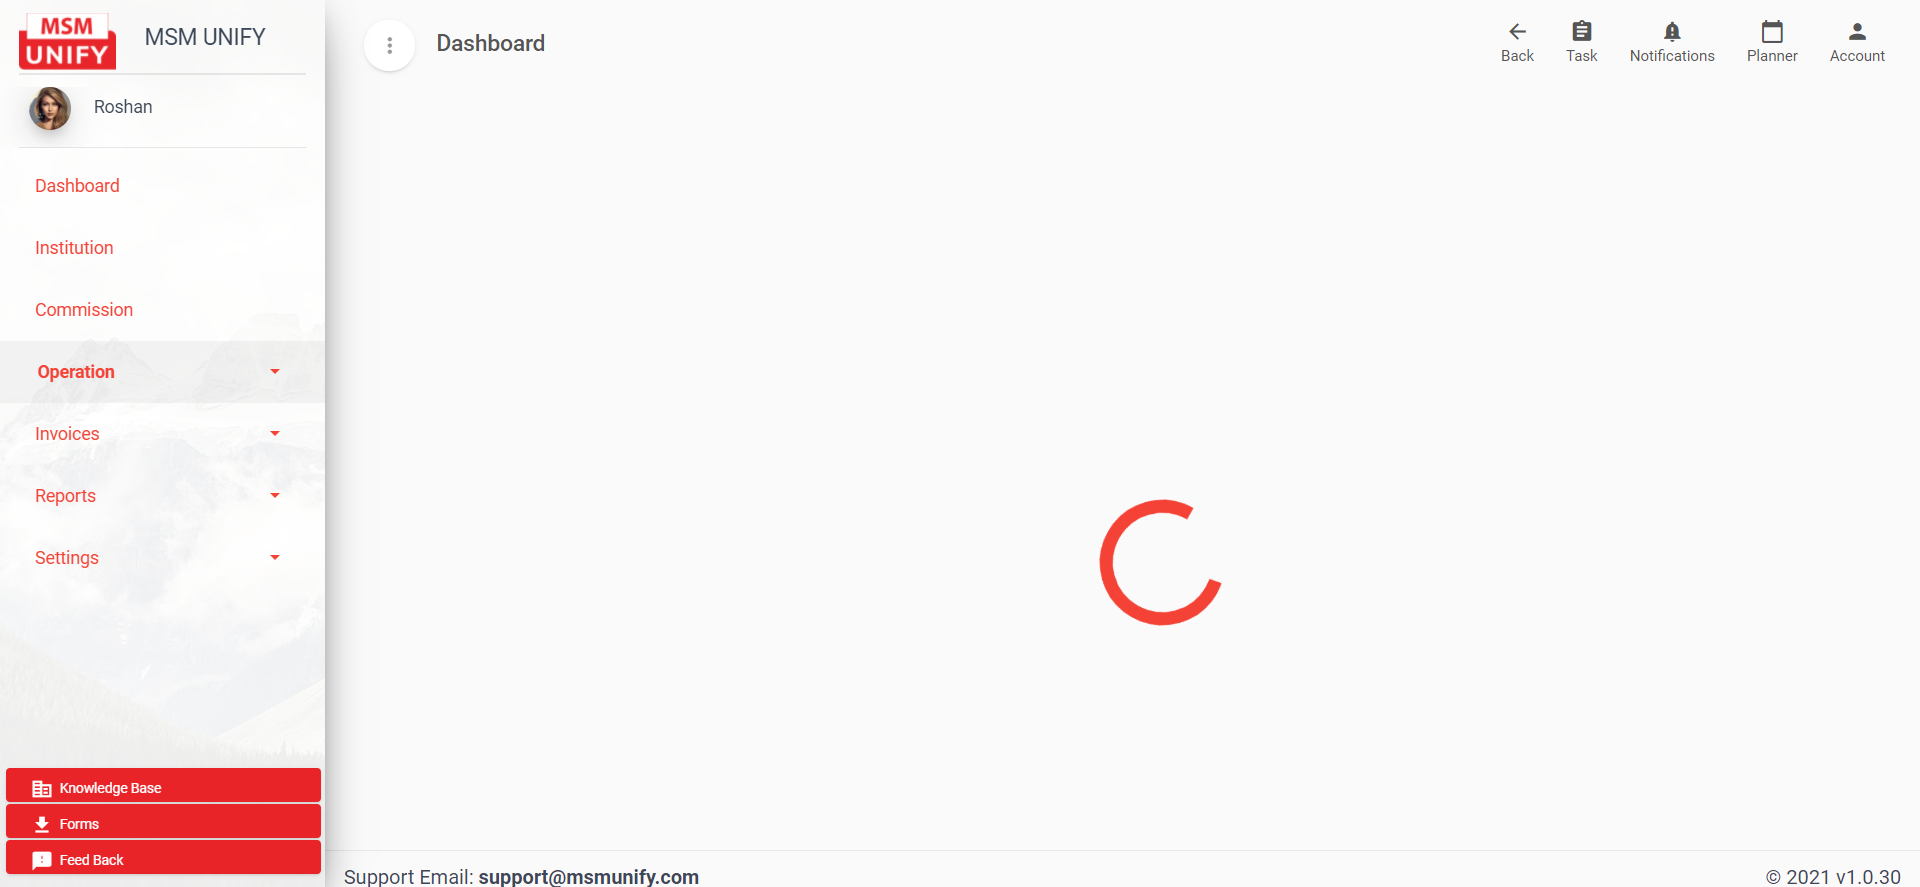 MSM
UNIFY
MSM UNIFY
Roshan
Dashboard
Institution
Commission
Operation
Invoices
Reports
Settings
Knowledge Base
Forms
Feed Back
Dashboard
Back
Task
Notifications
Planner
Account
Support Email: support@msmunify.com
© 2021 v1.0.30